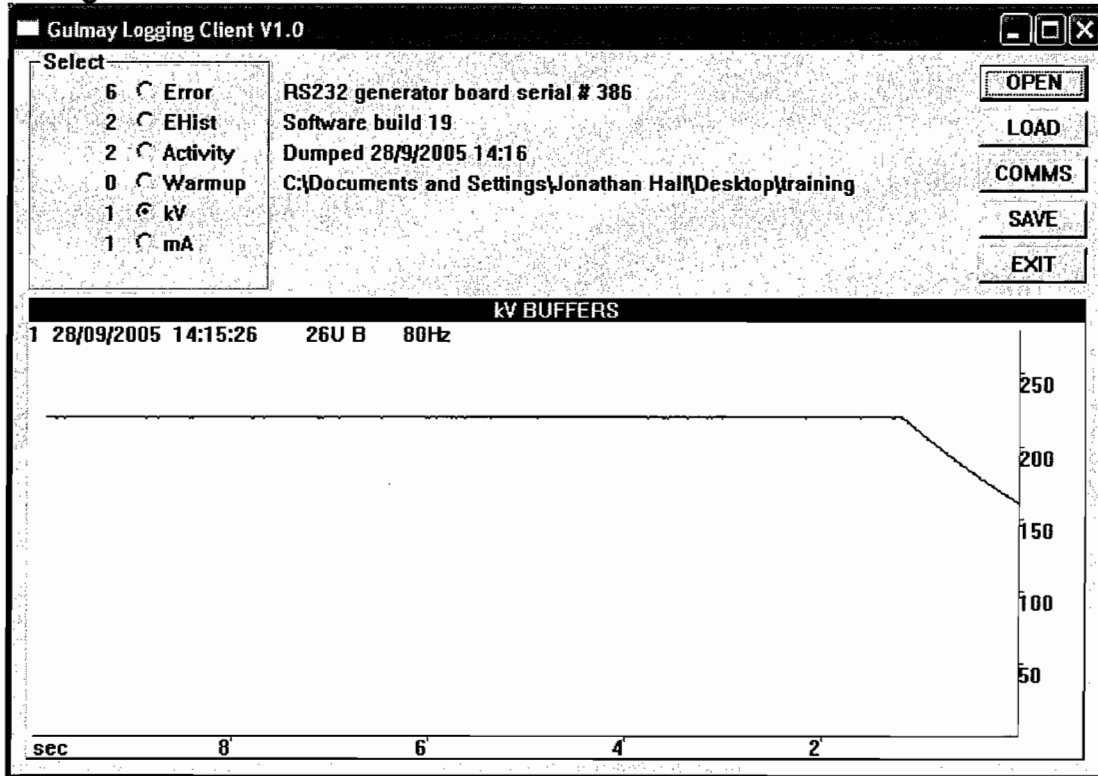 Gulmay Logging Client V1.0
Select
6 Error
2 EHist
2 Activity
0 Warmup
1 kV
1 mA
RS232 generator board serial # 386
Software build 19
Dumped 28/9/2005 14:16
C:\Documents and Settings\Jonathan Hall\Desktop\training
OPEN
LOAD
COMMS
SAVE
EXIT
kV BUFFERS
1 28/09/2005 14:15:26 26U B 80Hz
250
200
150
100
50
sec 8 6 4 2